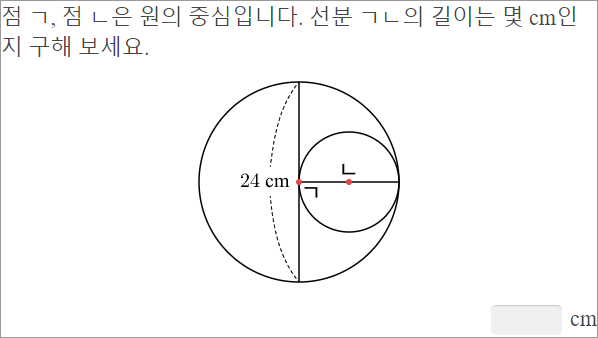 점 ㄱ, 점 ㄴ은 원의 중심입니다. 선분 ㄱㄴ의 길이는 몇 cm인
지 구해 보세요.
ㄴ
24 cm
ㄱ
cm